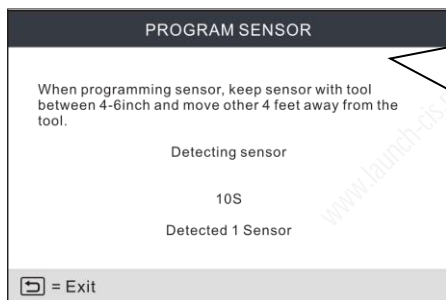 PROGRAM SENSOR
When programming sensor, keep sensor with tool
between 4-6inch and move other 4 feet away from the
tool.
Detecting sensor
10S
Detected 1 Sensor
= Exit